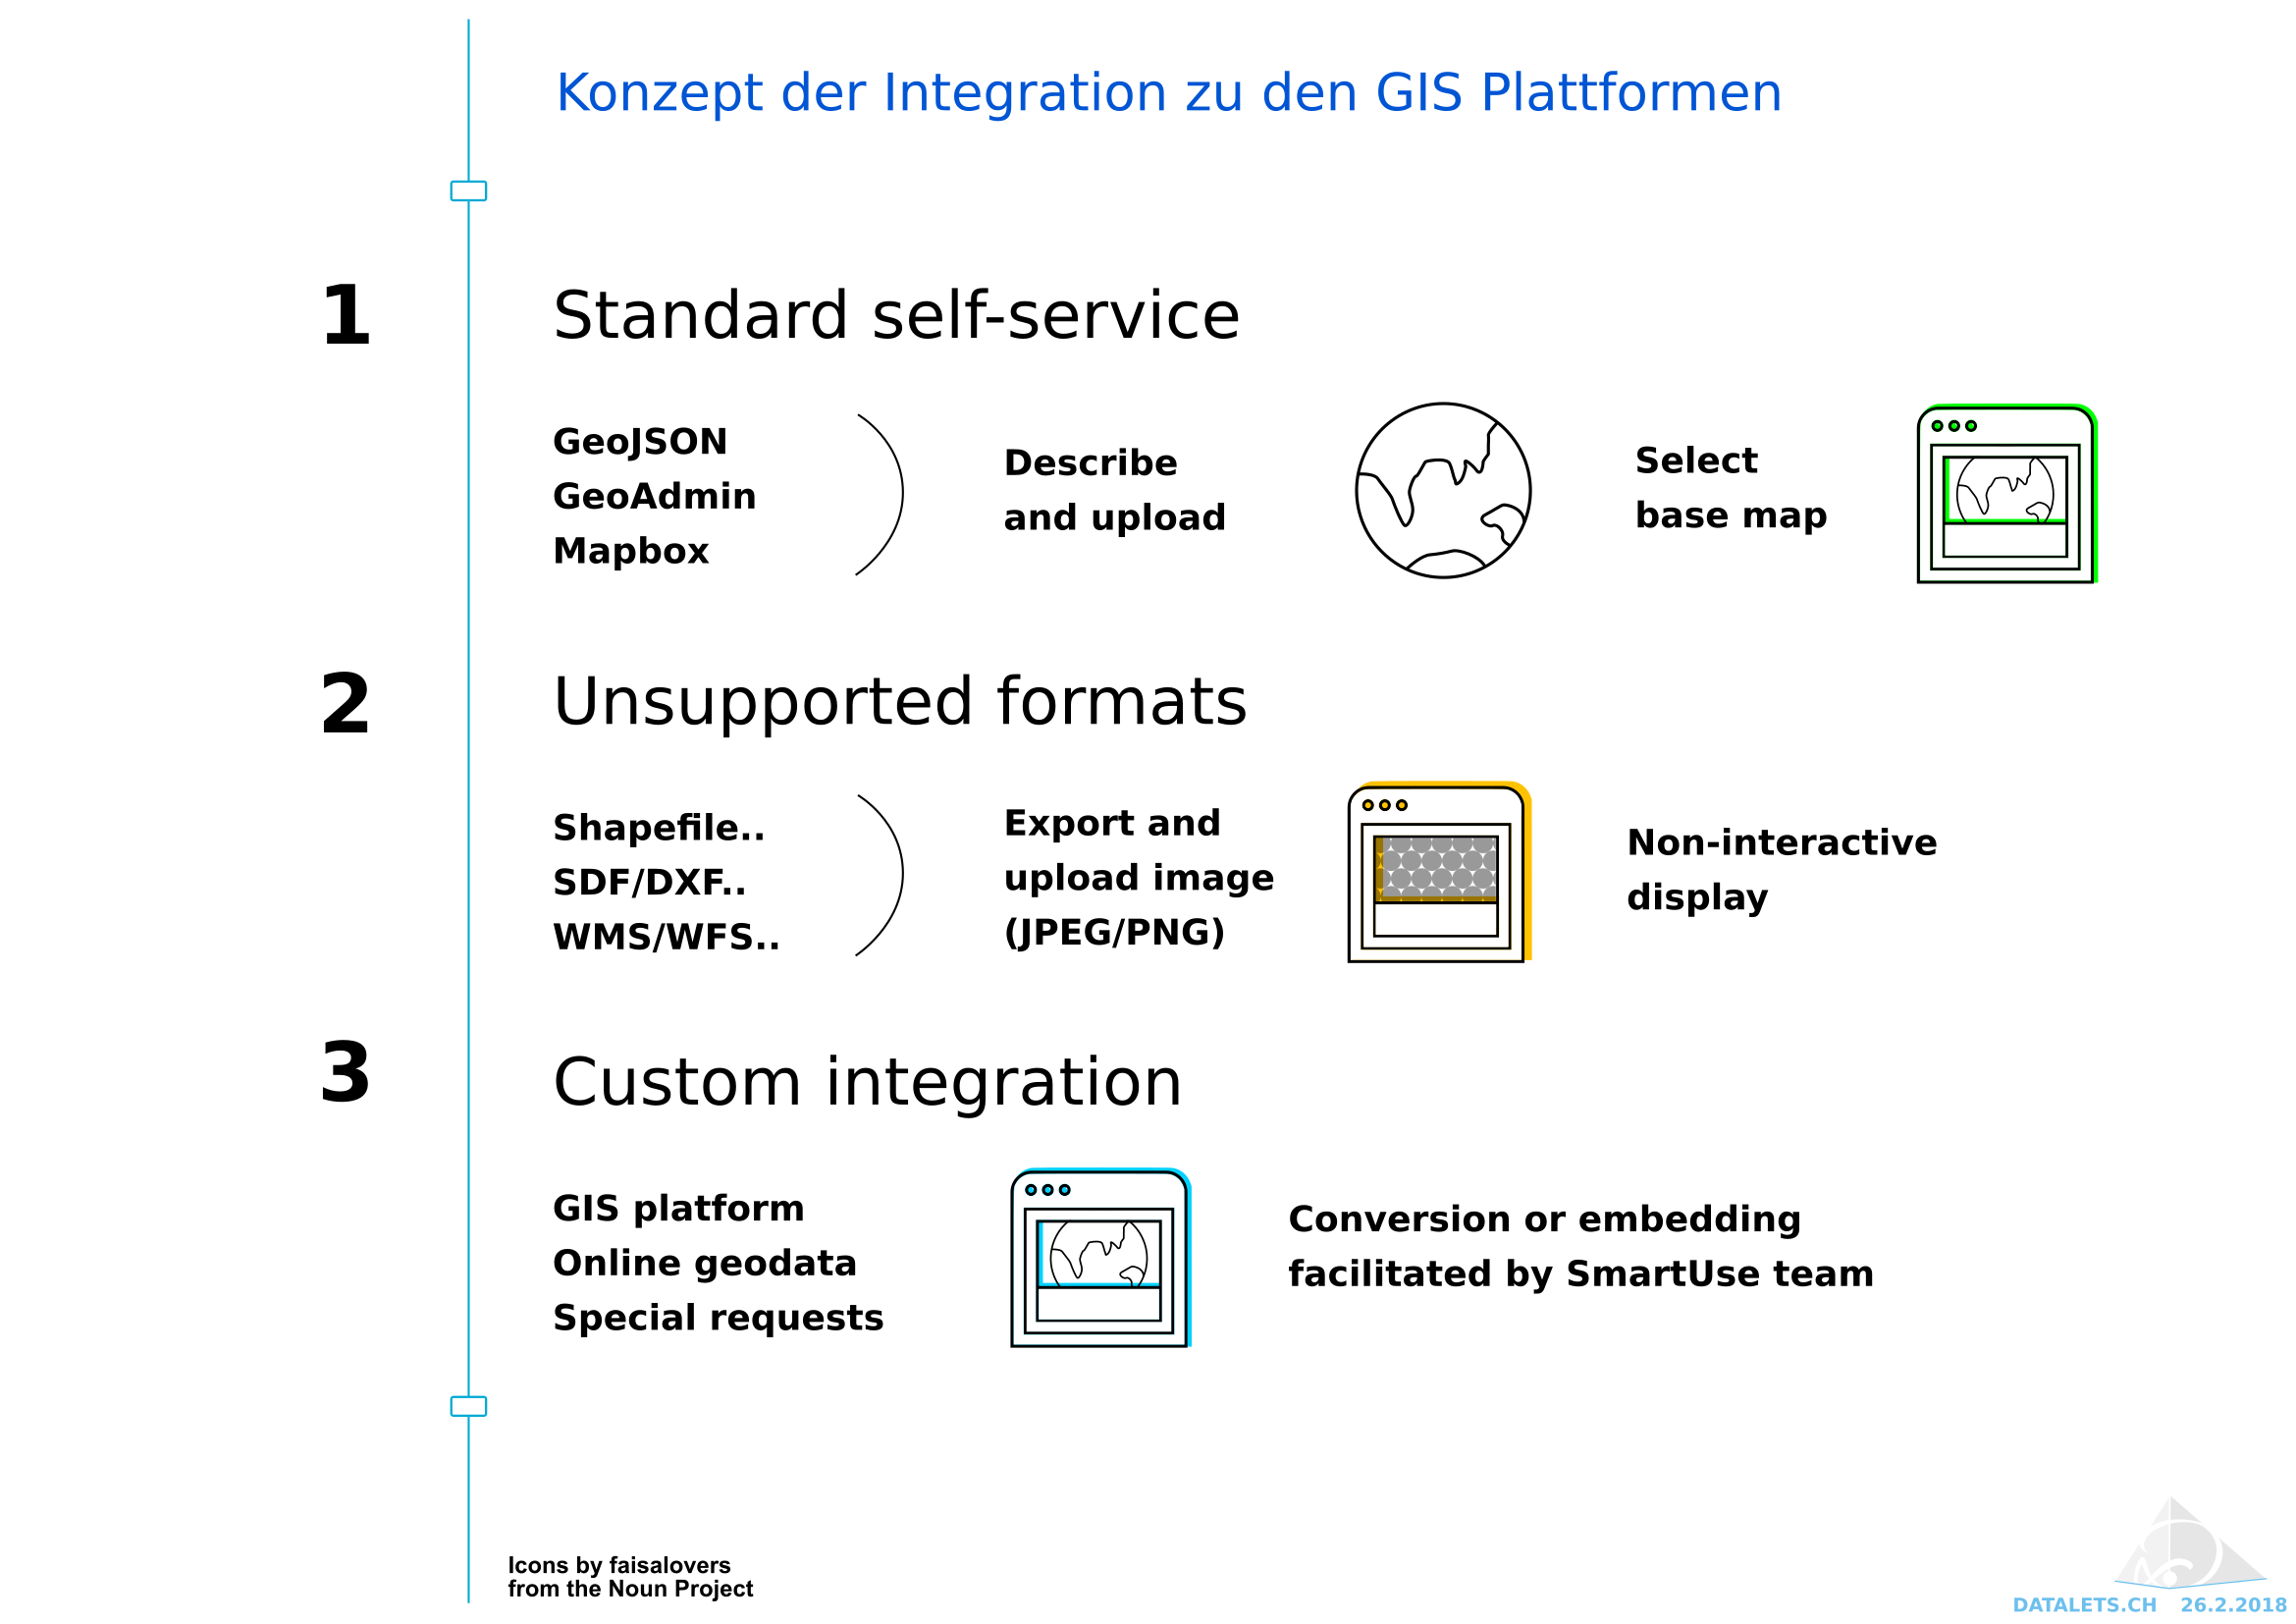 Konzept der Integration zu den GIS Plattformen
1
Standard self-service
GeoJSON
GeoAdmin
Mapbox
Describe
and upload
Select
base map
2
Unsupported formats
Shapefile..
SDF/DXF..
WMS/WFS..
Export and
upload image
(JPEG/PNG)
Non-interactive
display
3
Custom integration
GIS platform
Online geodata
Special requests
Conversion or embedding
facilitated by SmartUse team
Icons by faisalovers
from the Noun Project
DATALETS.CH 26.2.2018